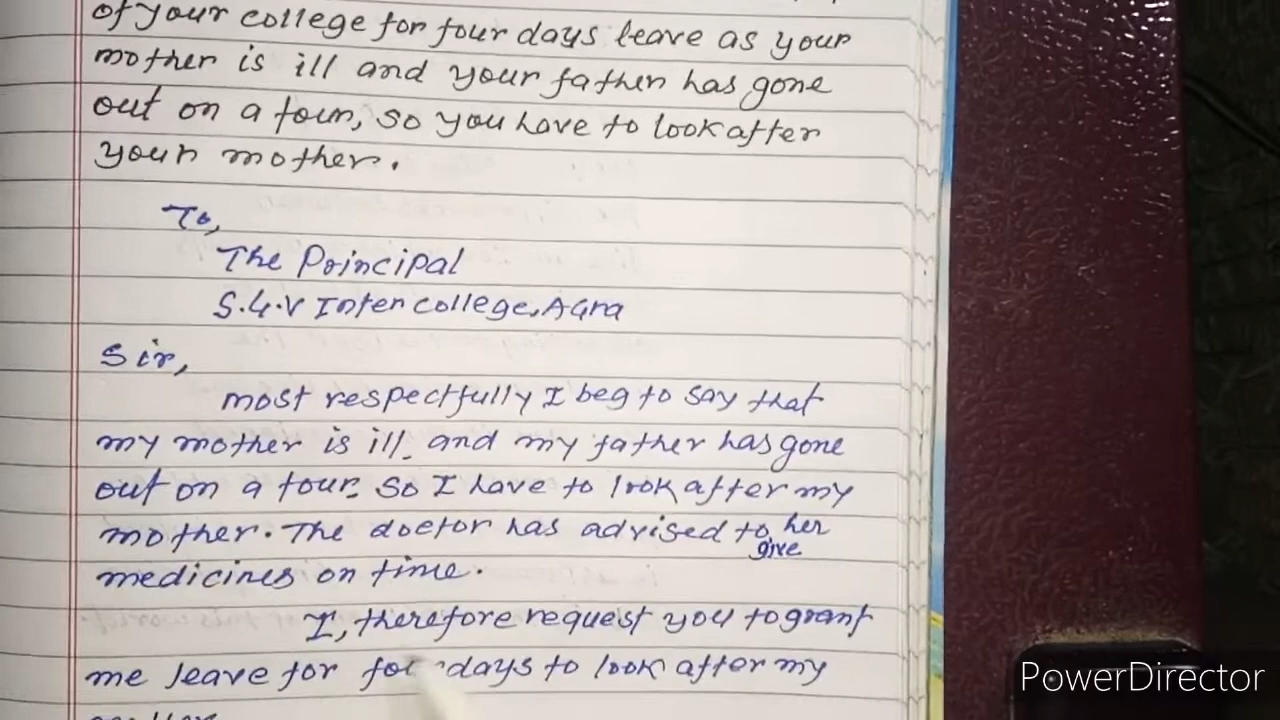 of your college for four days leave as your
mother is ill and your father has gone
out on a tour, so you have to look after
your mother.
To,
The Principal
S.G.V Inter college, Agra
Sir,
most respectfully I beg to say that
my mother is ill and my father has gone
out on a tour. So I have to look after my
mother. The doctor has advised to her
give
medicines on time.
I, therefore request you to grant
me leave for days to look after my
PowerDirector